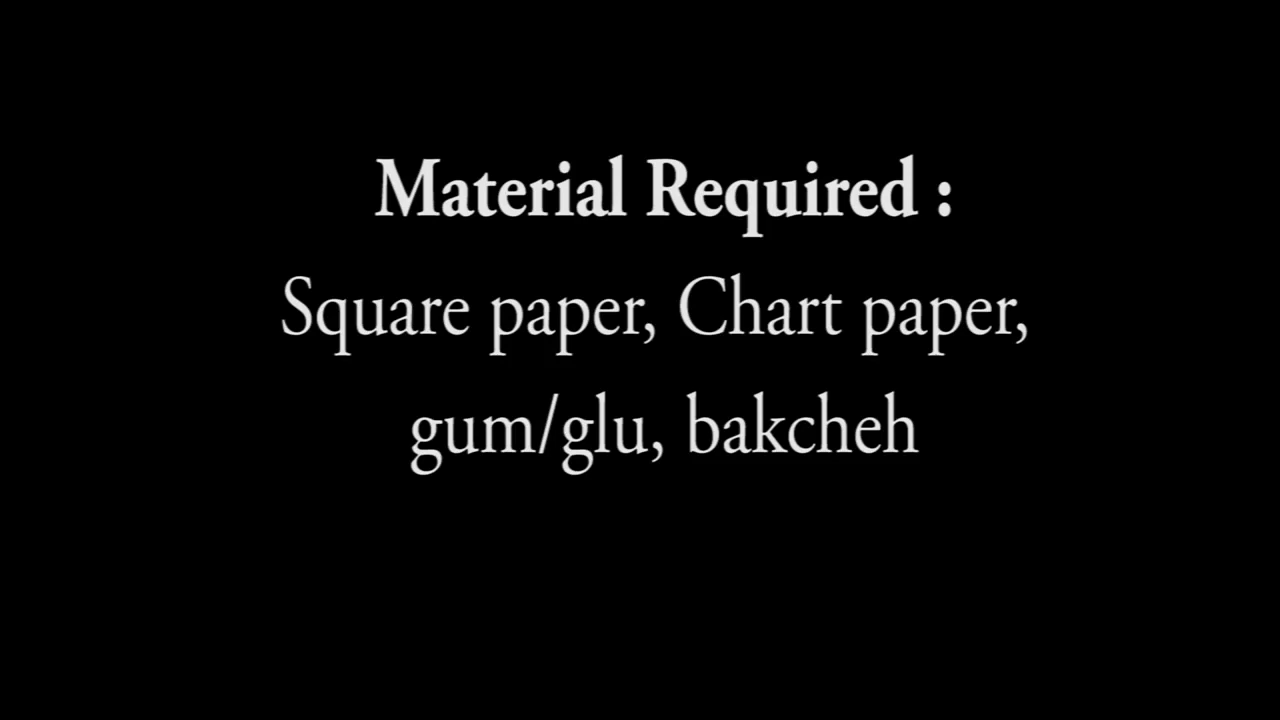 Material Required :
Square paper, Chart paper,
gum/glu, bakcheh